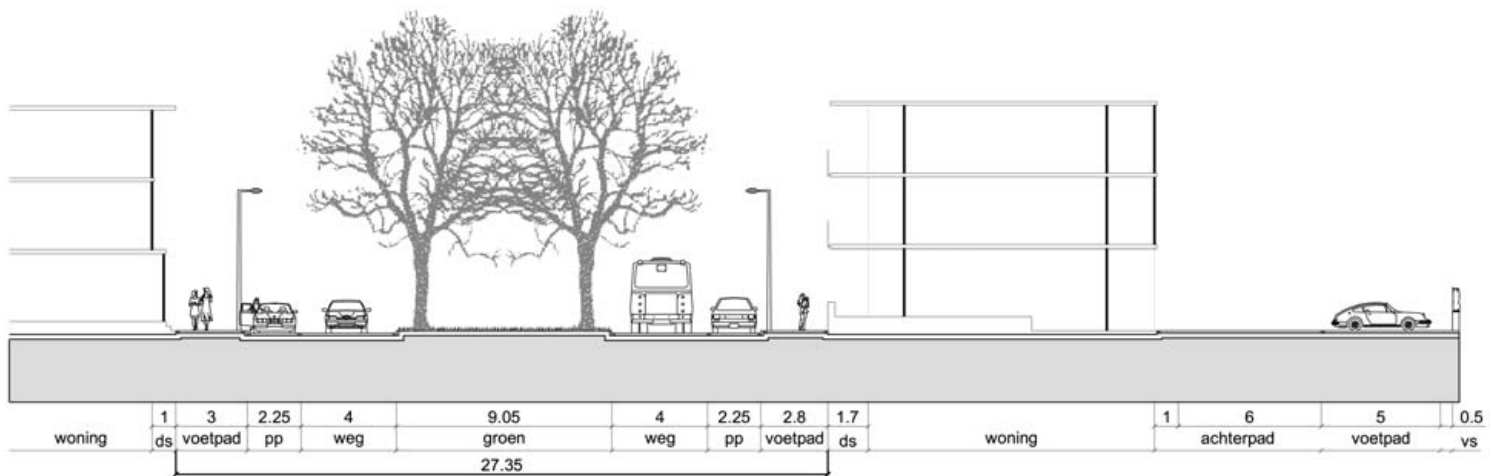 1 3 2.25 4 9.05 4 2.25 2.8 1.7 1 6 5 0.5
woning ds voetpad pp weg groen weg pp voetpad ds woning achterpad voetpad vs
27.35